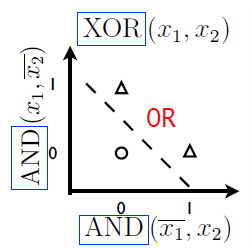 XOR(x₁, x₂)
AND(x₁, x̅₂)
1
OR
0
0 1
AND(x̅₁, x₂)